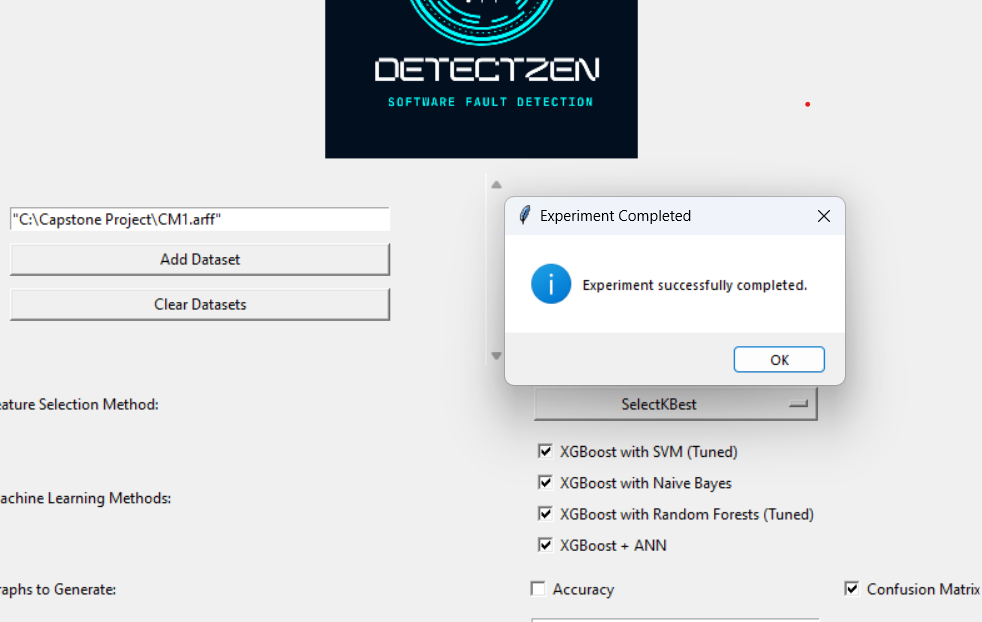 DETECTZEN
SOFTWARE FAULT DETECTION
"C:\Capstone Project\CM1.arff"
Add Dataset
Clear Datasets
Experiment Completed
Experiment successfully completed.
OK
eature Selection Method:
SelectKBest
XGBoost with SVM (Tuned)
XGBoost with Naive Bayes
achine Learning Methods:
XGBoost with Random Forests (Tuned)
XGBoost + ANN
raphs to Generate:
Accuracy
Confusion Matrix